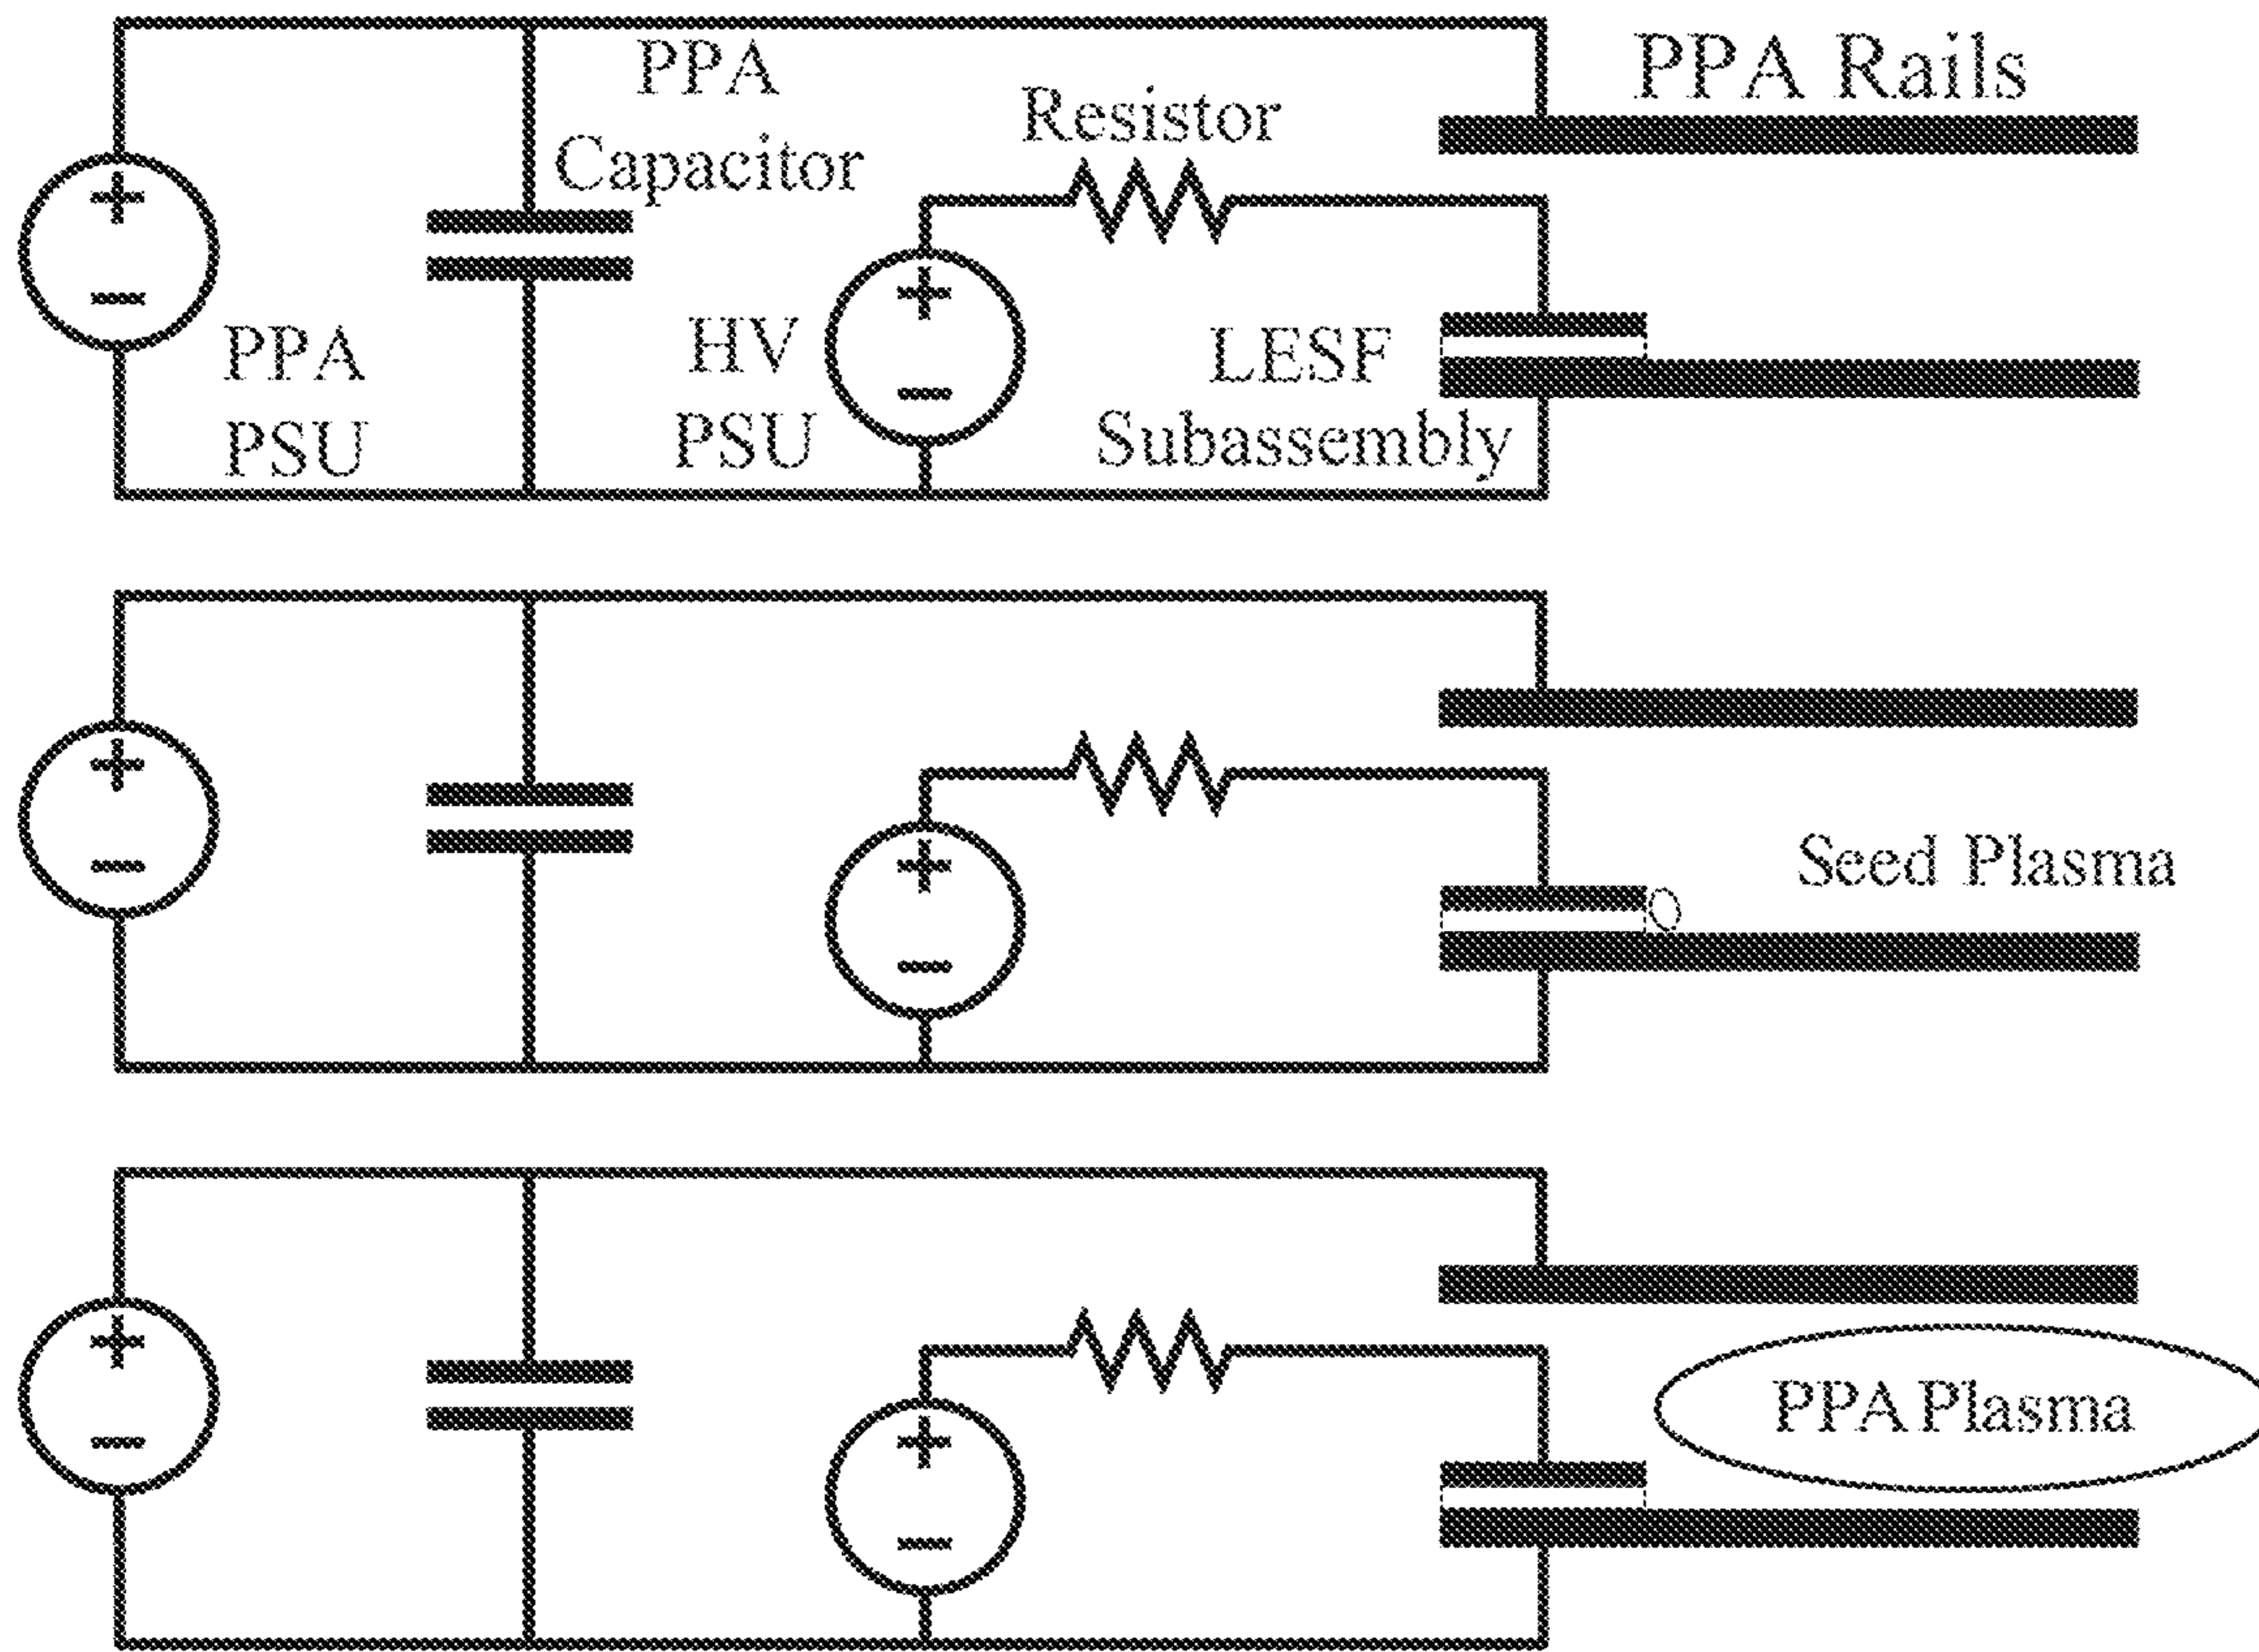 PPA
Capacitor
Resistor
PPA Rails
+
−
PPA
PSU
HV
PSU
+
−
LESF
Subassembly
+
−
+
−
Seed Plasma
+
−
+
−
PPA Plasma